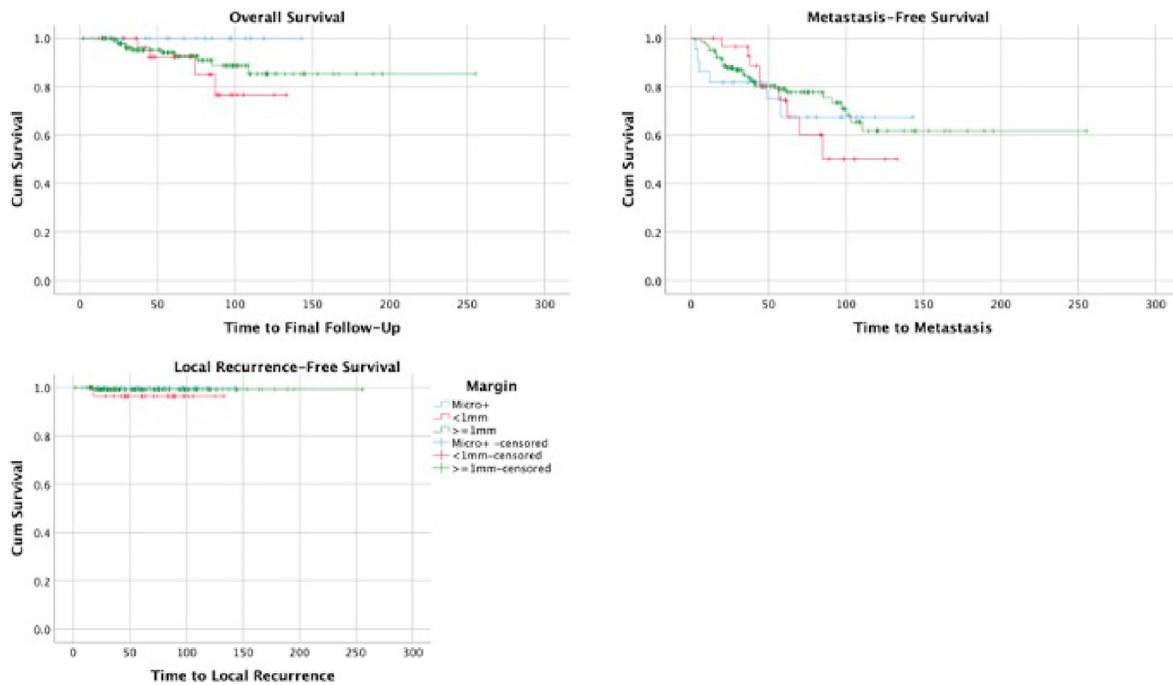 Overall Survival
Cum Survival
1.0
0.8
0.6
0.4
0.2
0.0
0 50 100 150 200 250 300
Time to Final Follow-Up
Metastasis-Free Survival
Cum Survival
1.0
0.8
0.6
0.4
0.2
0.0
0 50 100 150 200 250 300
Time to Metastasis
Local Recurrence-Free Survival
Cum Survival
1.0
0.8
0.6
0.4
0.2
0.0
0 50 100 150 200 250 300
Time to Local Recurrence
Margin
Micro+
<1mm
>=1mm
Micro+ -censored
<1mm-censored
>=1mm-censored